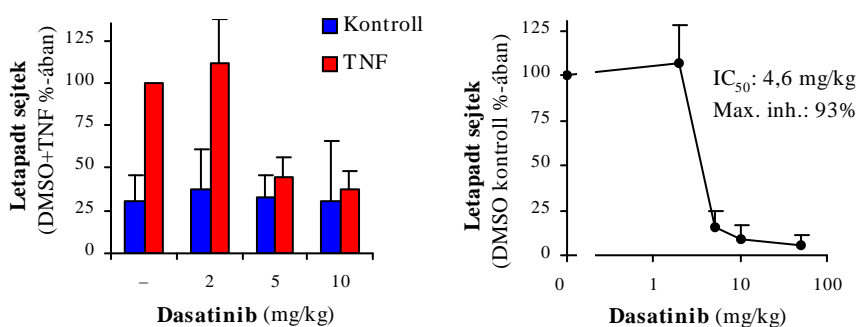 Letapadt sejtek
(DMSO+TNF %-ában)
125
100
75
50
25
0
Kontroll
TNF
– 2 5 10
Dasatinib (mg/kg)
Letapadt sejtek
(DMSO kontroll %-ában)
125
100
75
50
25
0
IC50: 4,6 mg/kg
Max. inh.: 93%
0 1 10 100
Dasatinib (mg/kg)